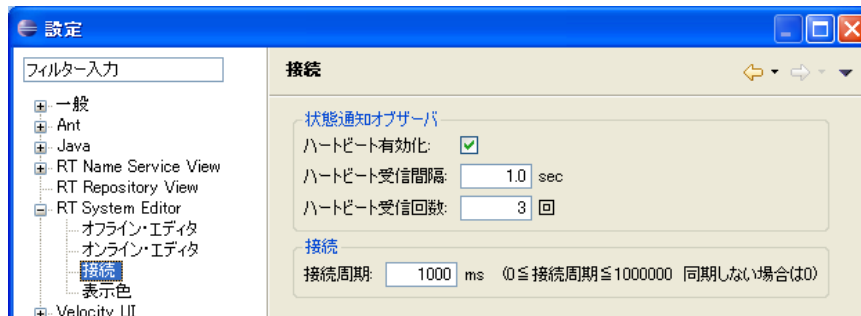 設定
フィルター入力
接続
一般
Ant
Java
RT Name Service View
RT Repository View
RT System Editor
オフライン・エディタ
オンライン・エディタ
接続
表示色
Velocity UI
状態通知オブザーバ
ハートビート有効化:
ハートビート受信間隔: 1.0 sec
ハートビート受信回数: 3 回
接続
接続周期: 1000 ms (0≦接続周期≦1000000 同期しない場合は0)